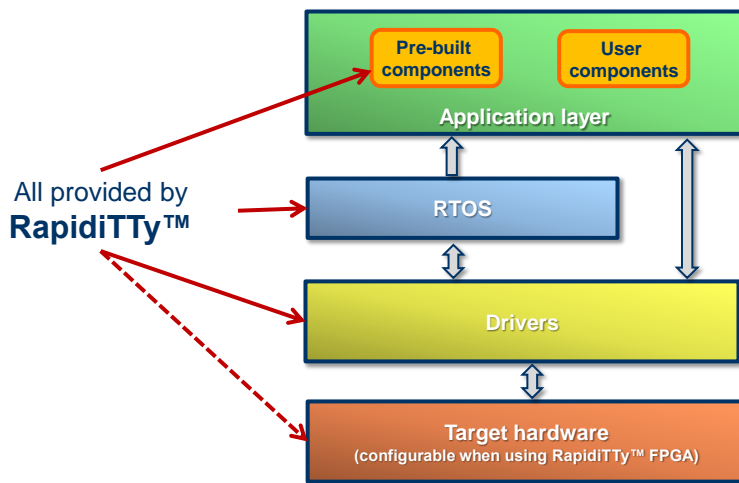 Pre-built
components
User
components
Application layer
All provided by
RapidiTTy™
RTOS
Drivers
Target hardware
(configurable when using RapidiTTy™ FPGA)